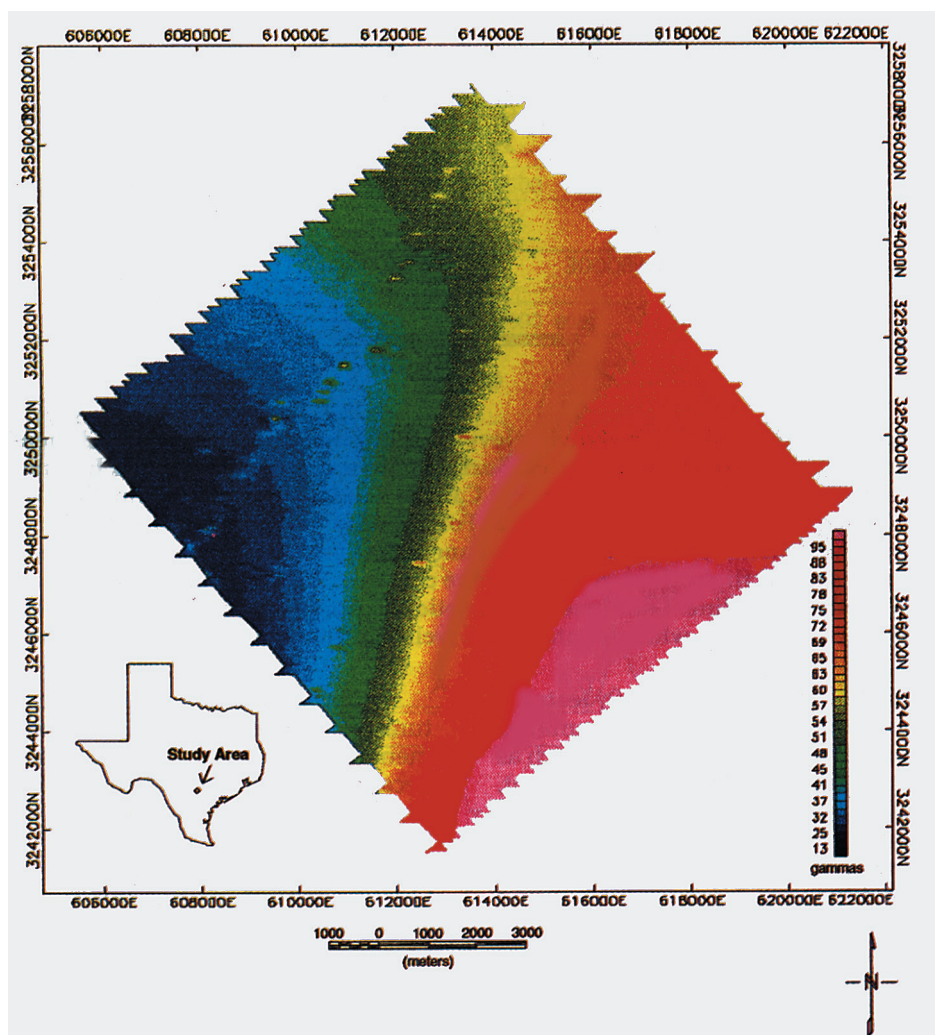 606000E 608000E 610000E 612000E 614000E 616000E 618000E 620000E 622000E
3258000N
3256000N
3254000N
3252000N
3250000N
3248000N
3246000N
3244000N
3242000N
3258000N
3256000N
3254000N
3252000N
3250000N
3248000N
3246000N
3244000N
3242000N
Study Area
95
88
83
78
75
72
69
65
63
60
57
54
51
48
45
41
37
32
25
13
gammas
606000E 608000E 610000E 612000E 614000E 616000E 618000E 620000E 622000E
1000 0 1000 2000 3000
(meters)
N